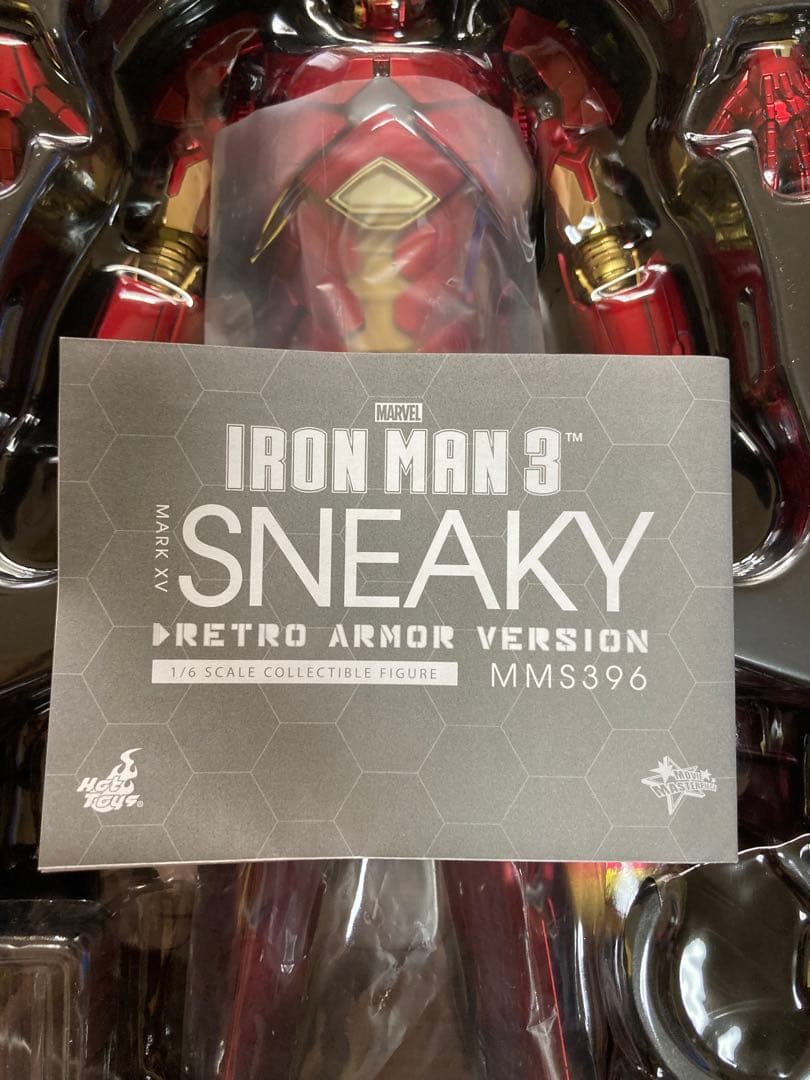 MARVEL
IRON MAN 3™
MARK XV
SNEAKY
RETRO ARMOR VERSION
1/6 SCALE COLLECTIBLE FIGURE MMS396
Hot Toys®
MOVIE MASTERPIECE